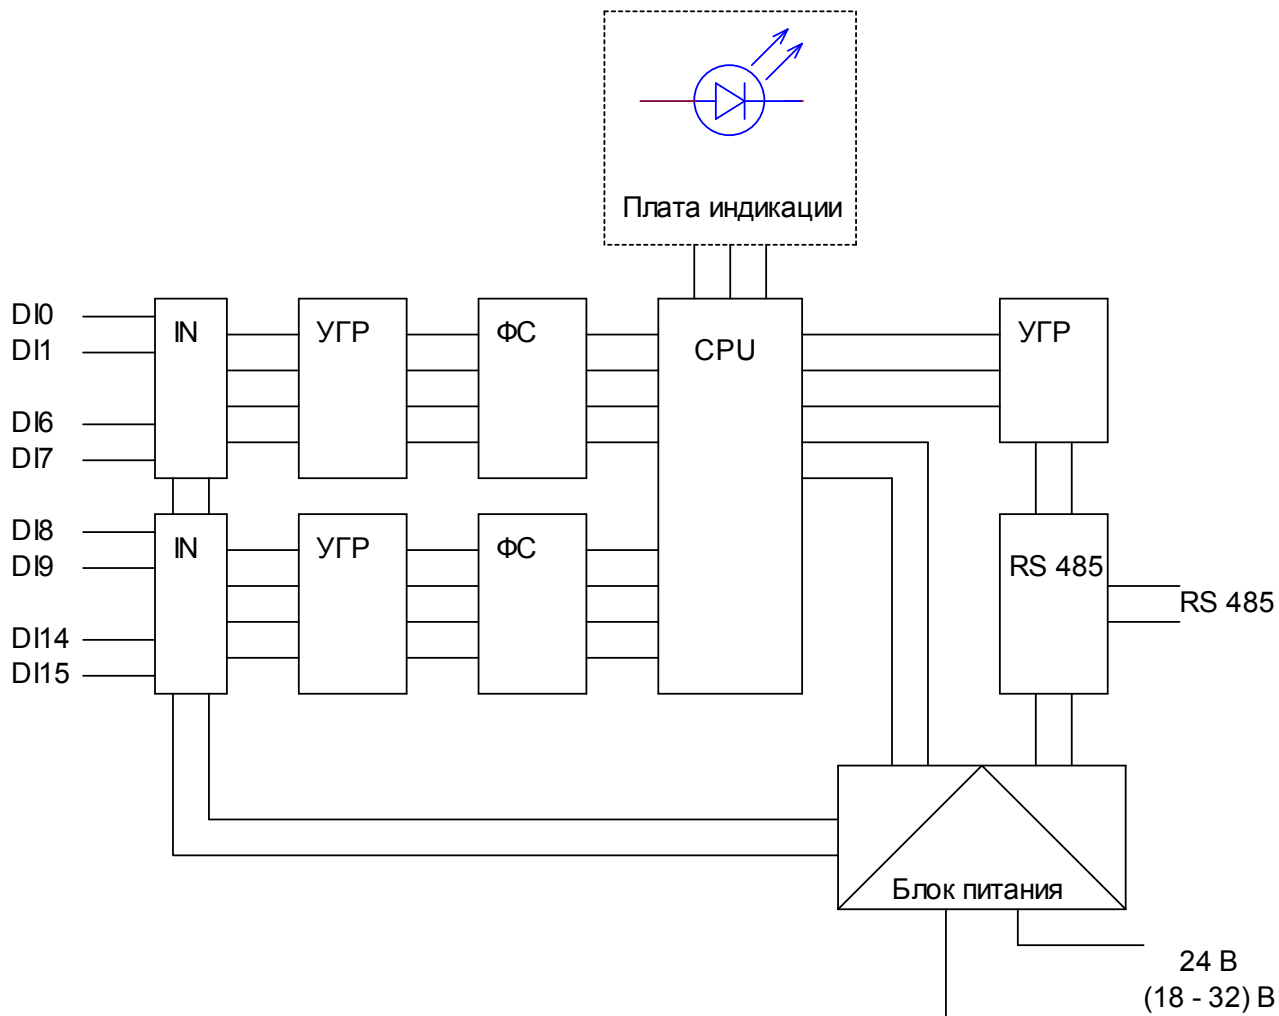 Плата индикации
DI0
DI1
DI6
DI7
IN
УГР
ФС
CPU
УГР
DI8
DI9
DI14
DI15
IN
УГР
ФС
RS 485
RS 485
Блок питания
24 В
(18 - 32) В